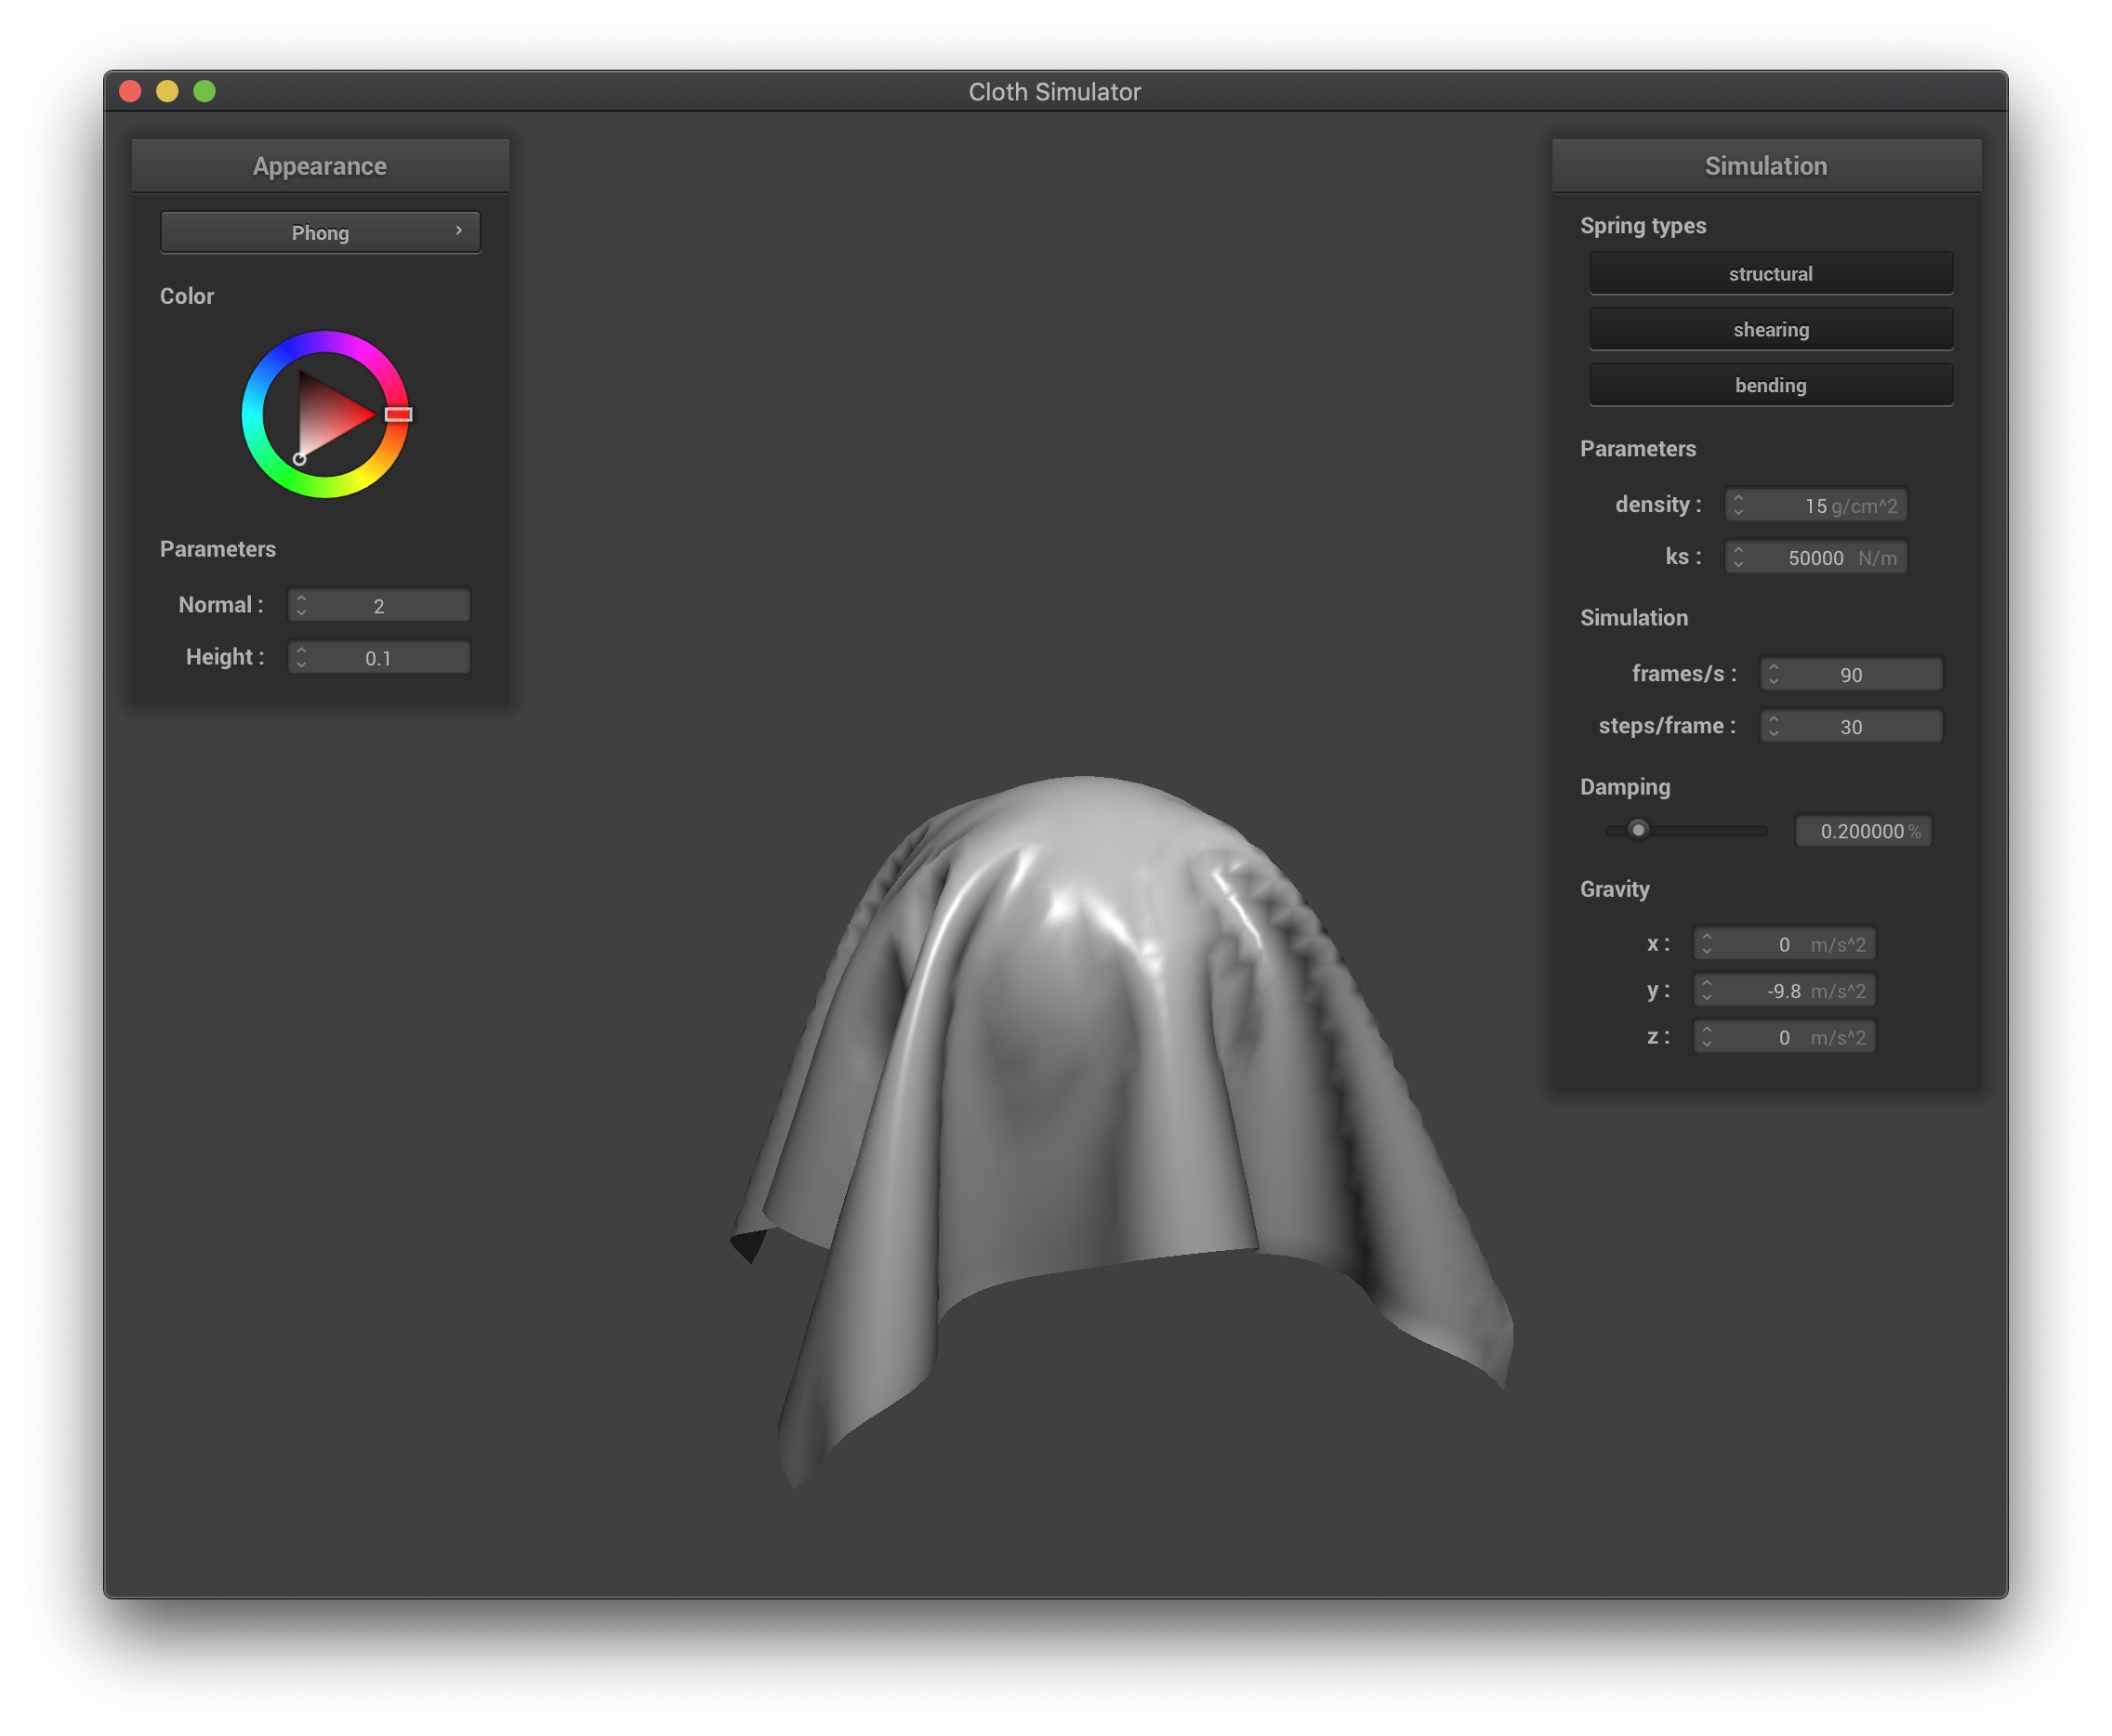 Cloth Simulator
Appearance
Phong
Color
Parameters
Normal : 2
Height : 0.1
Simulation
Spring types
structural
shearing
bending
Parameters
density : 15 g/cm^2
ks : 50000 N/m
Simulation
frames/s : 90
steps/frame : 30
Damping
0.200000 %
Gravity
x : 0 m/s^2
y : -9.8 m/s^2
z : 0 m/s^2